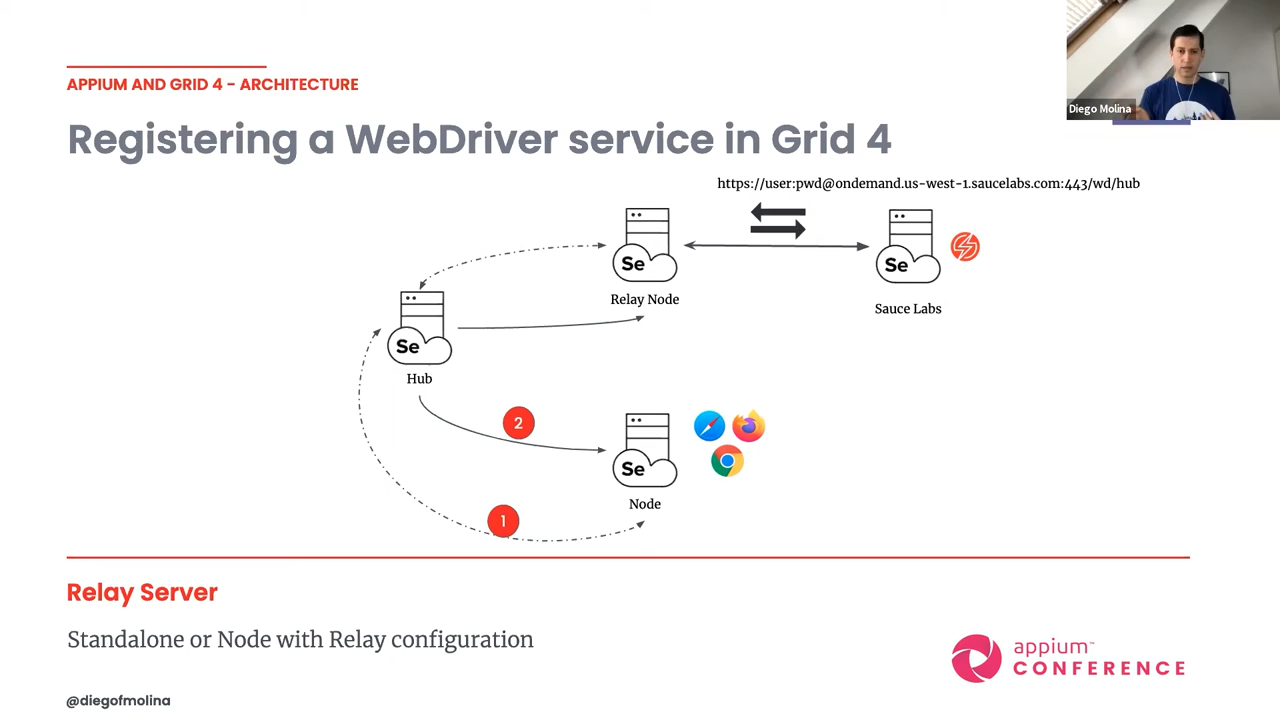 Diego Molina
APPIUM AND GRID 4 - ARCHITECTURE
Registering a WebDriver service in Grid 4
https://user:pwd@ondemand.us-west-1.saucelabs.com:443/wd/hub
Se
Se
Relay Node
Sauce Labs
Se
Hub
2
Se
Node
1
Relay Server
Standalone or Node with Relay configuration
appium™
CONFERENCE
@diegofmolina